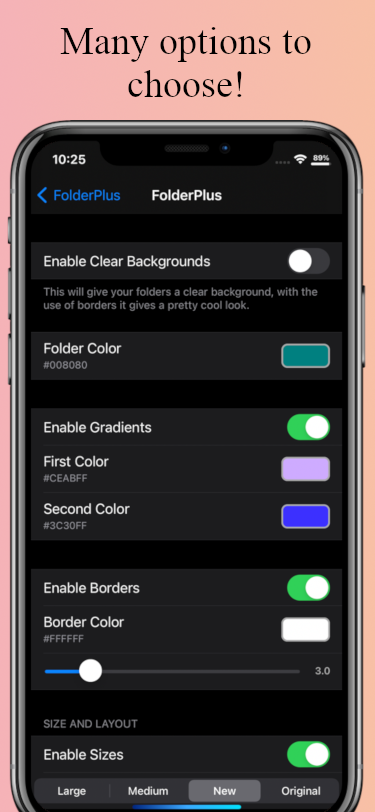 Many options to
choose!
10:25
89%
FolderPlus
FolderPlus
Enable Clear Backgrounds
This will give your folders a clear background, with the
use of borders it gives a pretty cool look.
Folder Color
#008080
Enable Gradients
First Color
#CEABFF
Second Color
#3C30FF
Enable Borders
Border Color
#FFFFFF
3.0
SIZE AND LAYOUT
Enable Sizes
Large
Medium
New
Original